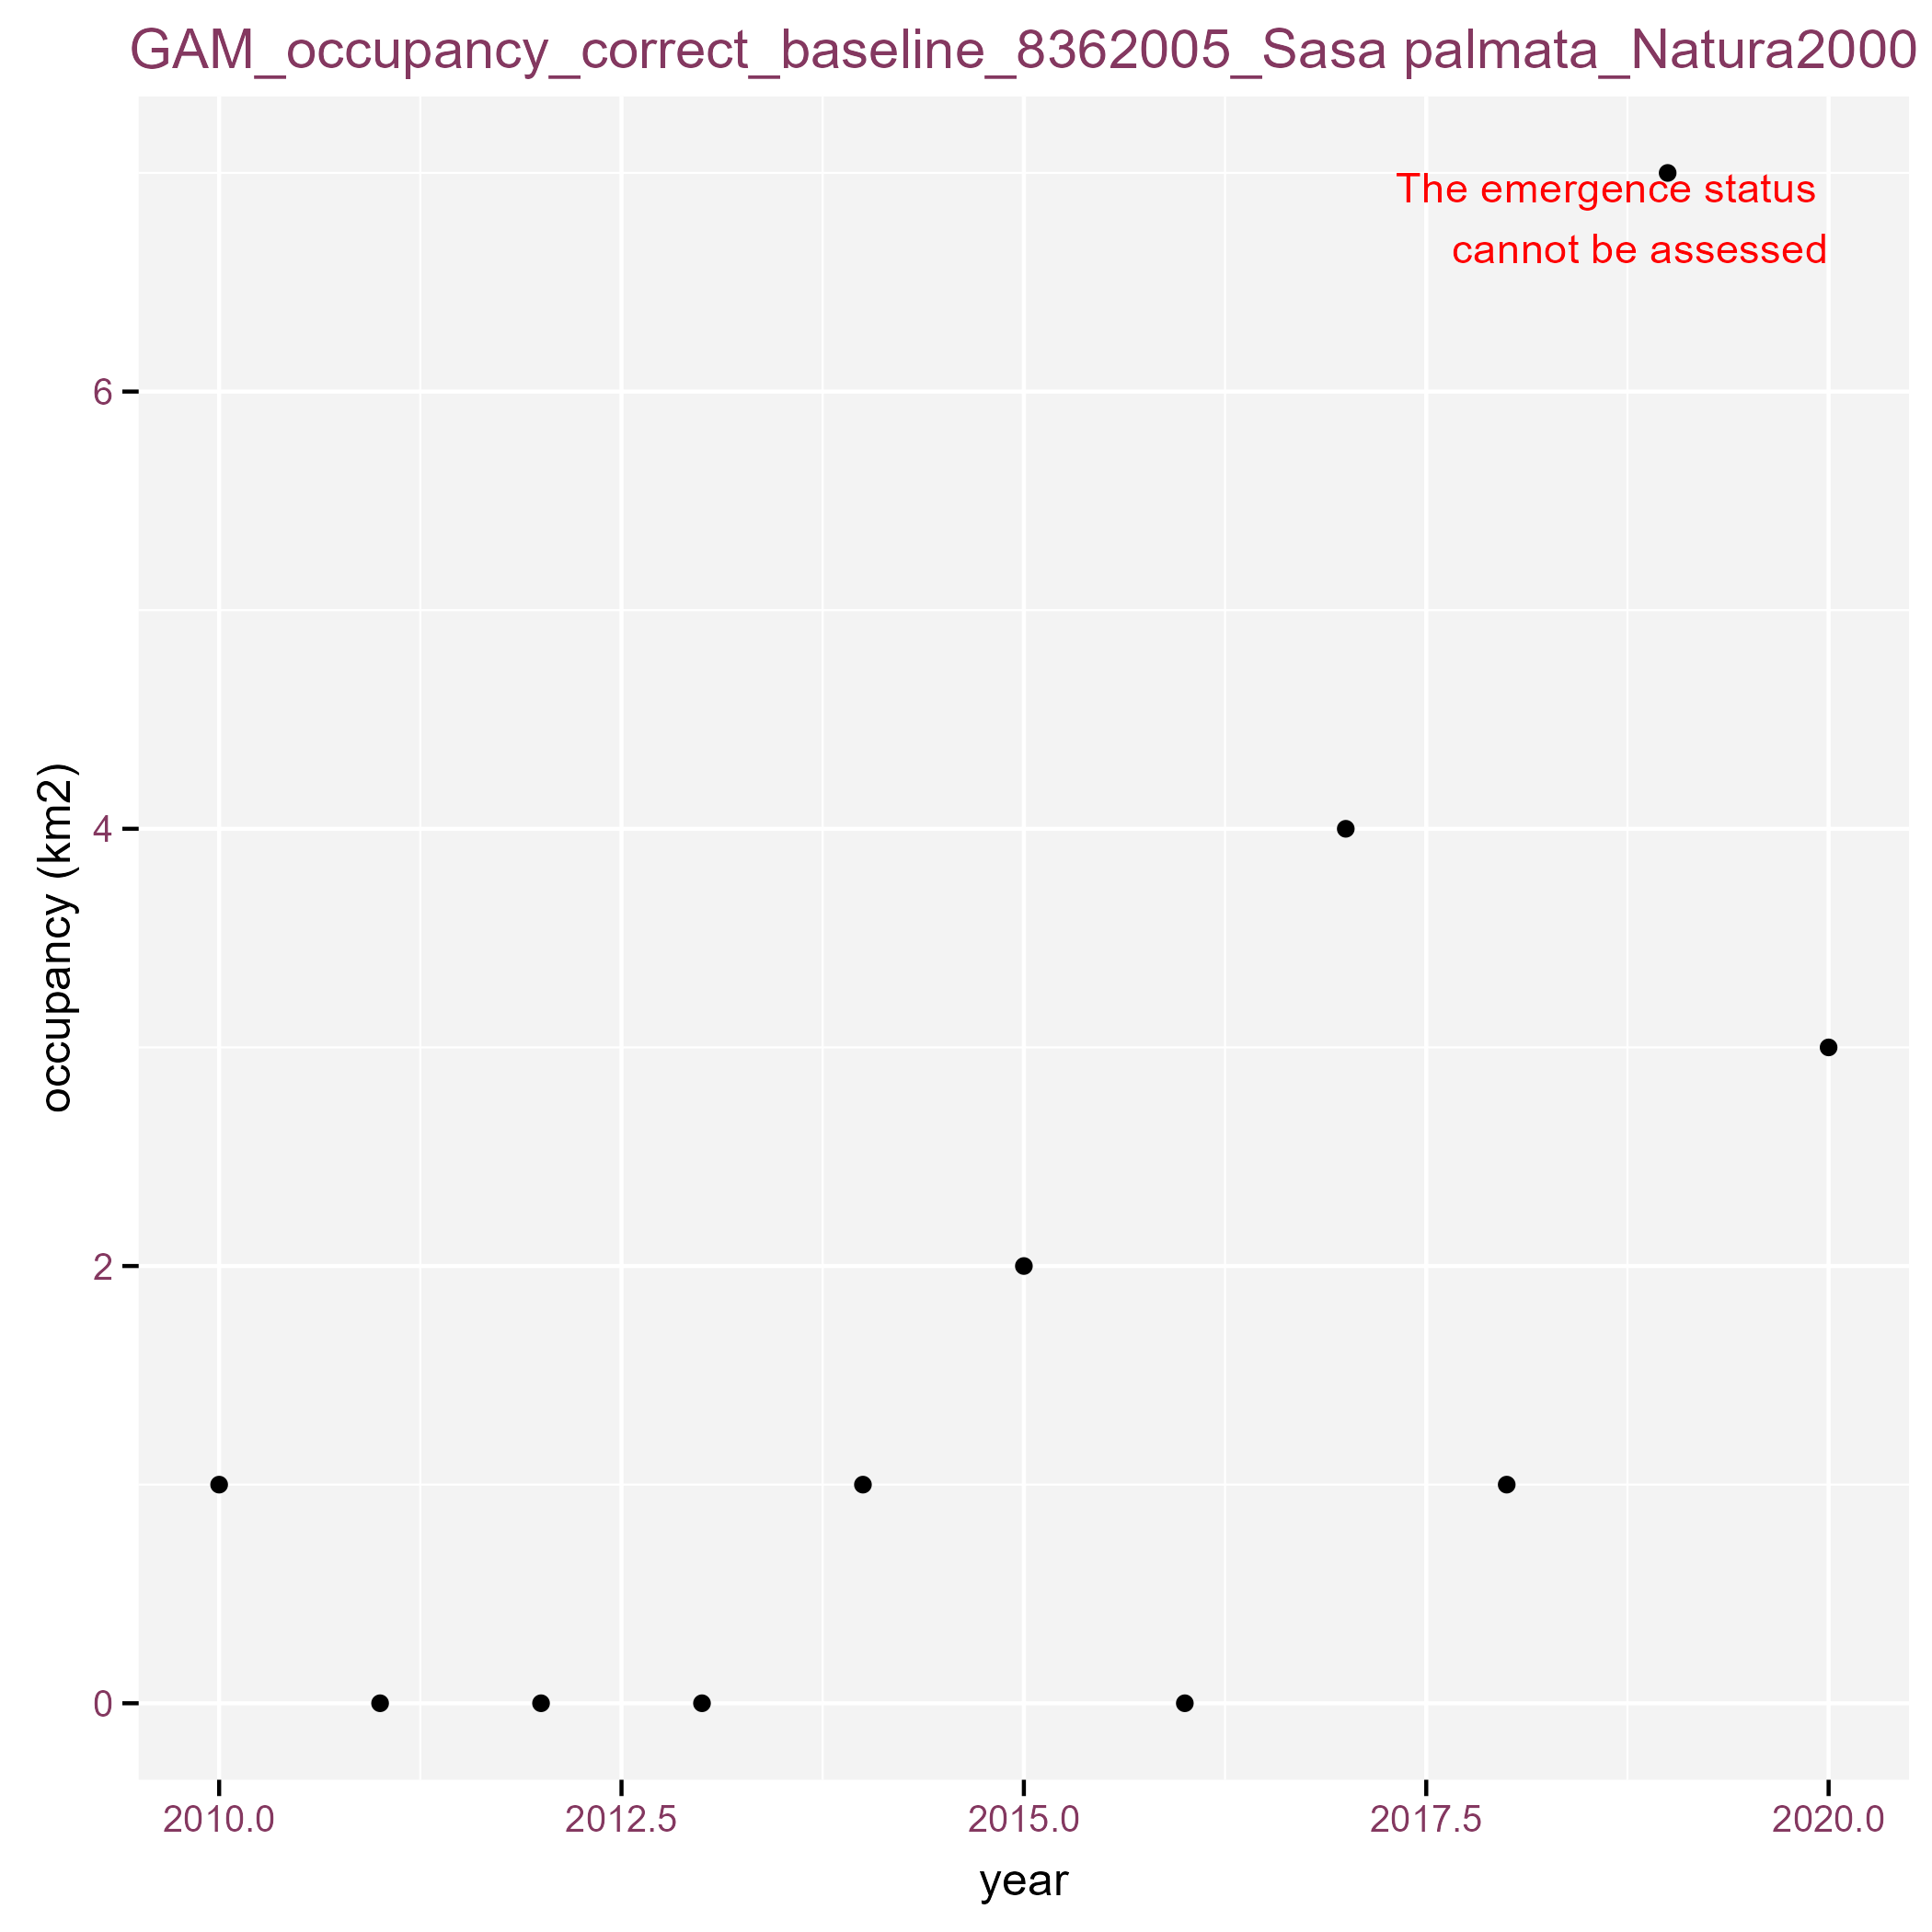 GAM_occupancy_correct_baseline_8362005_Sasa palmata_Natura2000
The emergence status
cannot be assessed
6
4
2
0
occupancy (km2)
2010.0 2012.5 2015.0 2017.5 2020.0
year